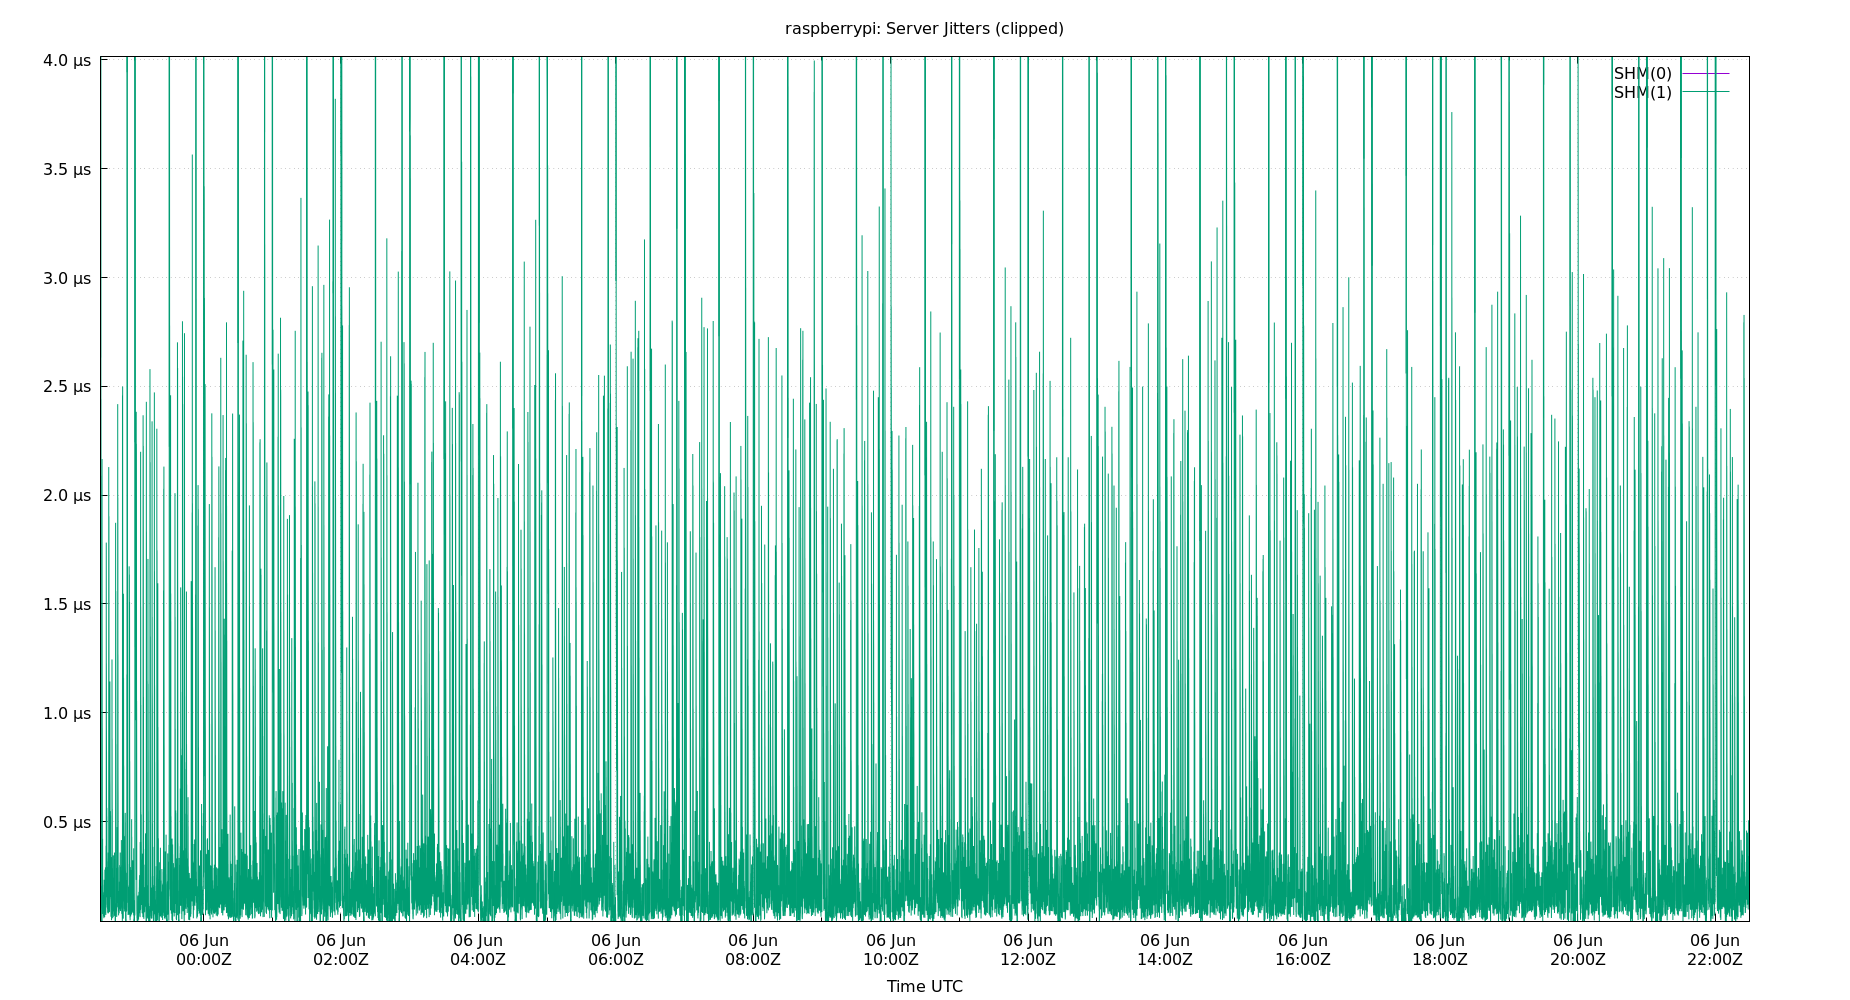 raspberrypi: Server Jitters (clipped)
4.0 µs
3.5 µs
3.0 µs
2.5 µs
2.0 µs
1.5 µs
1.0 µs
0.5 µs
SHM(0)
SHM(1)
06 Jun 06 Jun 06 Jun 06 Jun 06 Jun 06 Jun 06 Jun 06 Jun 06 Jun 06 Jun 06 Jun 06 Jun
00:00Z 02:00Z 04:00Z 06:00Z 08:00Z 10:00Z 12:00Z 14:00Z 16:00Z 18:00Z 20:00Z 22:00Z
Time UTC